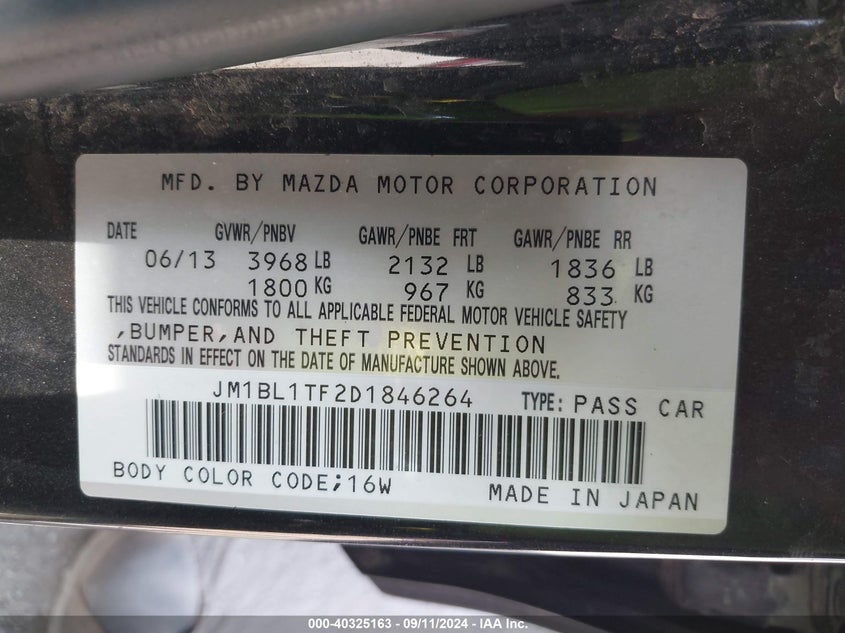 MFD. BY MAZDA MOTOR CORPORATION
DATE GVWR/PNBV GAWR/PNBE FRT GAWR/PNBE RR
06/13 3968 LB 2132 LB 1836 LB
1800 KG 967 KG 833 KG
THIS VEHICLE CONFORMS TO ALL APPLICABLE FEDERAL MOTOR VEHICLE SAFETY
,BUMPER,AND THEFT PREVENTION
STANDARDS IN EFFECT ON THE DATE OF MANUFACTURE SHOWN ABOVE.
JM1BL1TF2D1846264 TYPE: PASS CAR
BODY COLOR CODE;16W MADE IN JAPAN
000-40325163 - 09/11/2024 - IAA Inc.